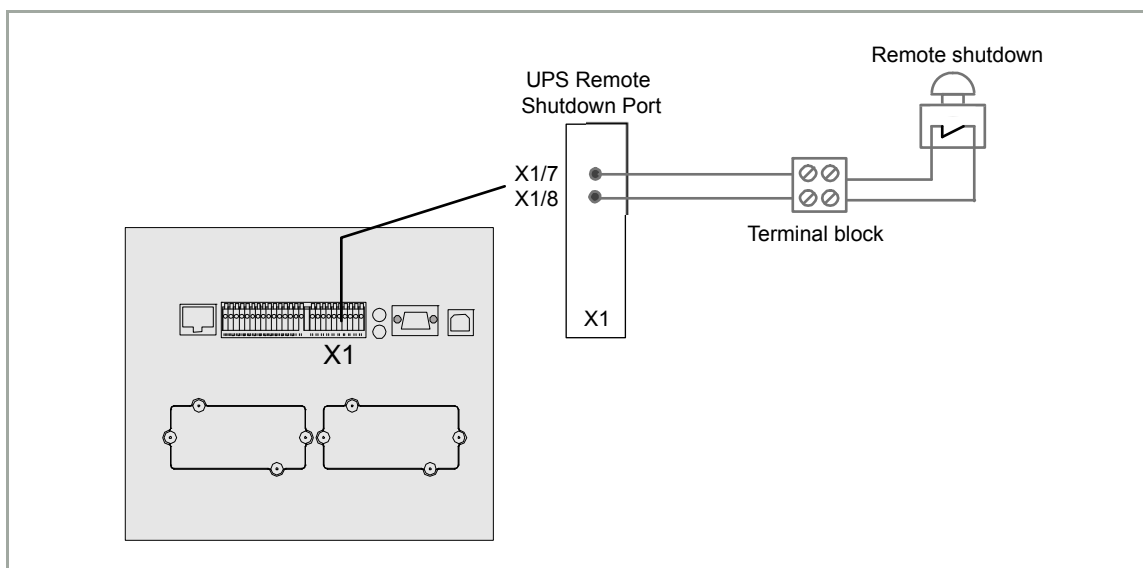 Remote shutdown
UPS Remote
Shutdown Port
X1/7
X1/8
Terminal block
X1
X1